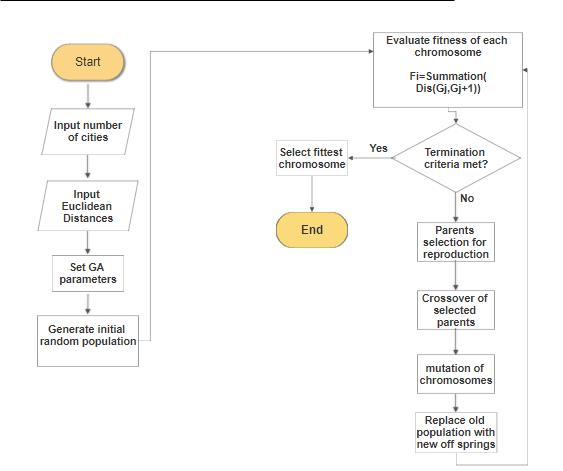 Start
Input number
of cities
Input
Euclidean
Distances
Set GA
parameters
Generate initial
random population
Evaluate fitness of each
chromosome
Fi=Summation(
Dis(Gj,Gj+1))
Termination
criteria met?
Yes
Select fittest
chromosome
End
No
Parents
selection for
reproduction
Crossover of
selected
parents
mutation of
chromosomes
Replace old
population with
new off springs